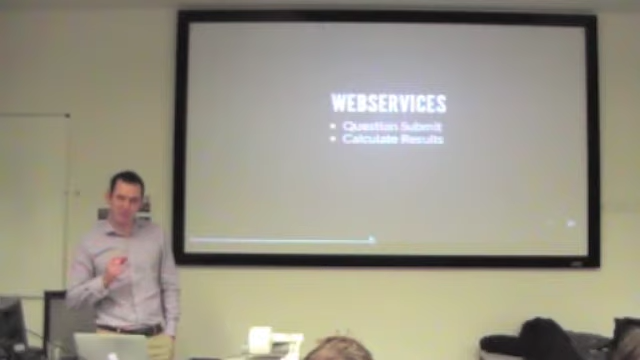 WEBSERVICES
• Question Submit
• Calculate Results